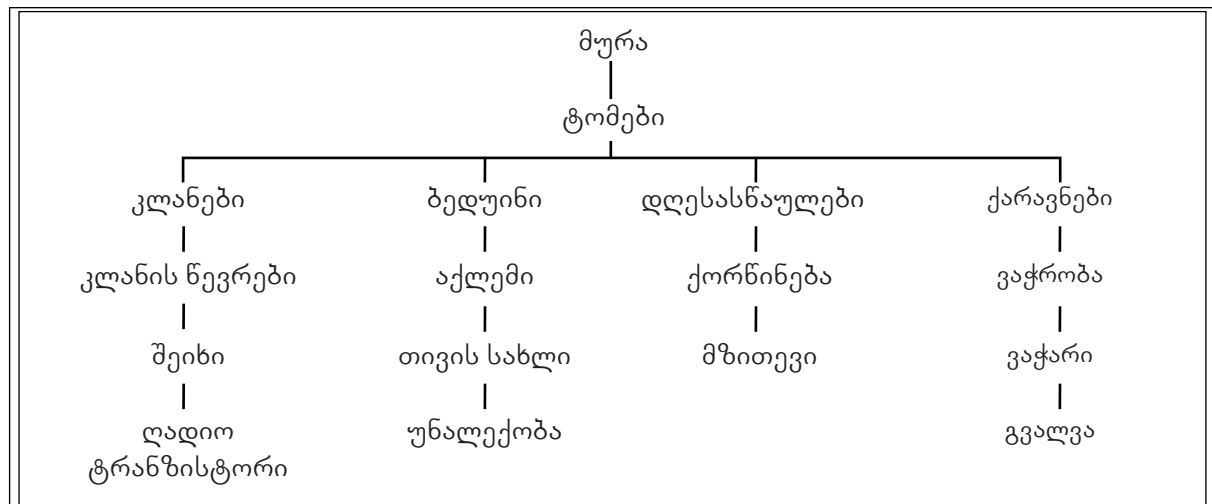 მურა
ტომები
კლანები ბედუინი დღესასწაულები ქარავნები
კლანის წევრები აქლემი ქორწინება ვაჭრობა
შეიხი თივის სახლი მზითევი ვაჭარი
ღადიო უნალექობა გვალვა
ტრანზისტორი